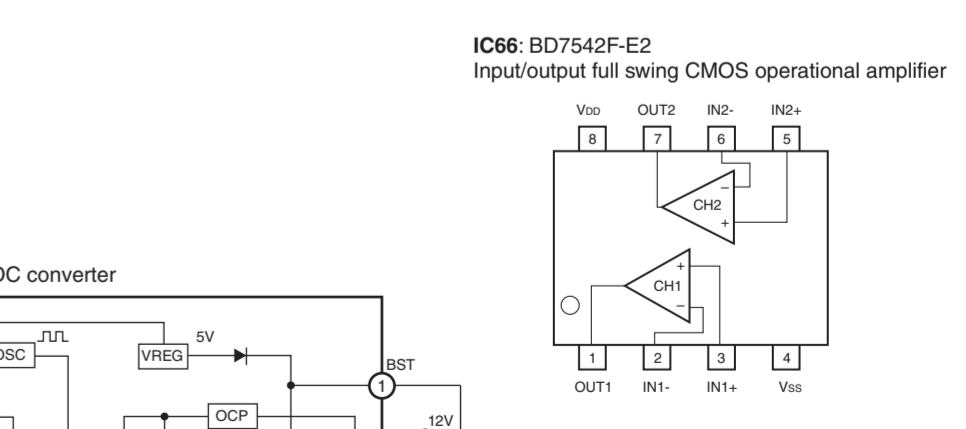 IC66: BD7542F-E2
Input/output full swing CMOS operational amplifier
VDD OUT2 IN2- IN2+
8 7 6 5
−
CH2
+
+
CH1
−
1 2 3 4
OUT1 IN1- IN1+ VSS
DC converter
OSC
VREG
5V
BST
1
OCP
12V